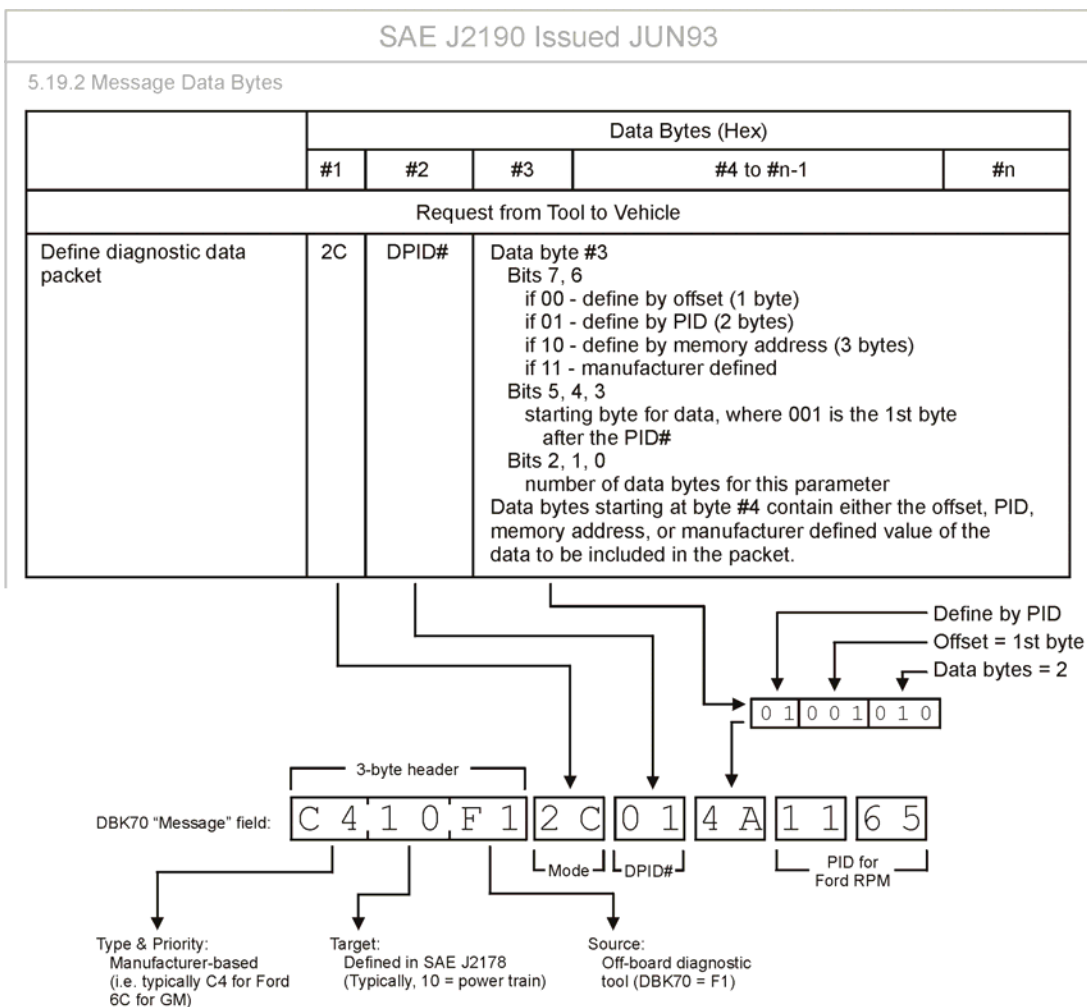 SAE J2190 Issued JUN93
5.19.2 Message Data Bytes
Data Bytes (Hex)
#1 #2 #3 #4 to #n-1 #n
Request from Tool to Vehicle
Define diagnostic data
packet
2C DPID# Data byte #3
Bits 7, 6
if 00 - define by offset (1 byte)
if 01 - define by PID (2 bytes)
if 10 - define by memory address (3 bytes)
if 11 - manufacturer defined
Bits 5, 4, 3
starting byte for data, where 001 is the 1st byte
after the PID#
Bits 2, 1, 0
number of data bytes for this parameter
Data bytes starting at byte #4 contain either the offset, PID,
memory address, or manufacturer defined value of the
data to be included in the packet.
Define by PID
Offset = 1st byte
Data bytes = 2
0 1 0 0 1 0 1 0
3-byte header
DBK70 “Message” field: C 4 1 0 F 1 2 C 0 1 4 A 1 1 6 5
Mode DPID# PID for
Ford RPM
Type & Priority:
Manufacturer-based
(i.e. typically C4 for Ford
6C for GM)
Target:
Defined in SAE J2178
(Typically, 10 = power train)
Source:
Off-board diagnostic
tool (DBK70 = F1)